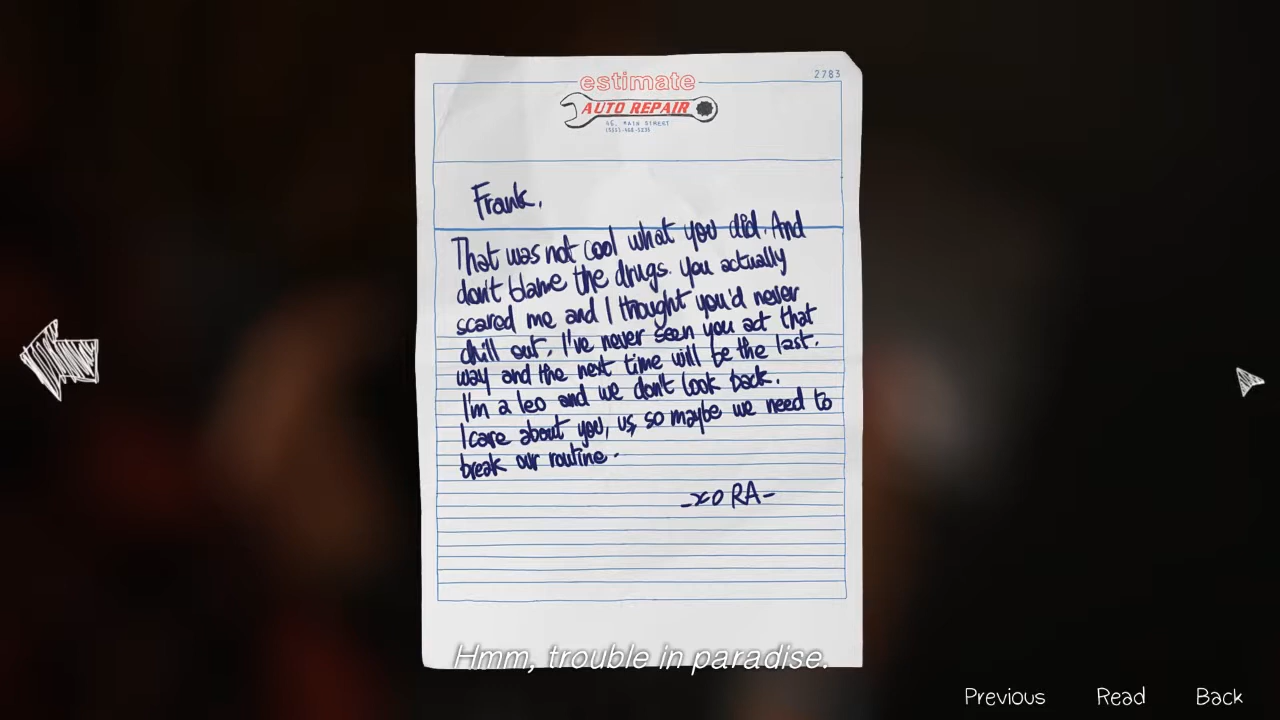 2783
estimate
AUTO REPAIR
45, MAIN STREET
Frank.
That was not cool what you did. And
don't blame the drugs. You actually
scared me and I thought you'd never
chill out. I've never seen you act that
way and the next time will be the last.
I'm a leo and we don't look back.
I care about you, us, so maybe we need to
break our routine.
-xo RA-
Hmm, trouble in paradise.
Previous Read Back